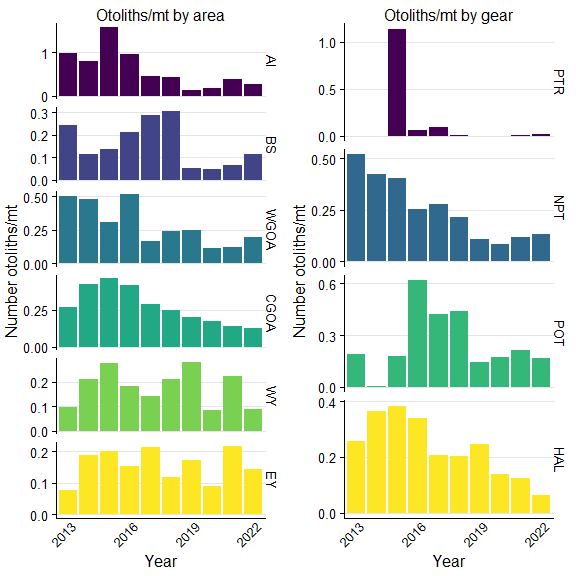 Otoliths/mt by area
Number otoliths/mt
1
0
AI
0.3
0.2
0.1
0.0
BS
0.50
0.25
0.00
WGOA
0.25
0.00
CGOA
0.2
0.1
0.0
WY
0.2
0.1
0.0
EY
2013
2016
2019
2022
Year
Otoliths/mt by gear
Number otoliths/mt
1.0
0.5
0.0
PTR
0.50
0.25
0.00
NPT
0.6
0.3
0.0
POT
0.4
0.2
0.0
HAL
2013
2016
2019
2022
Year